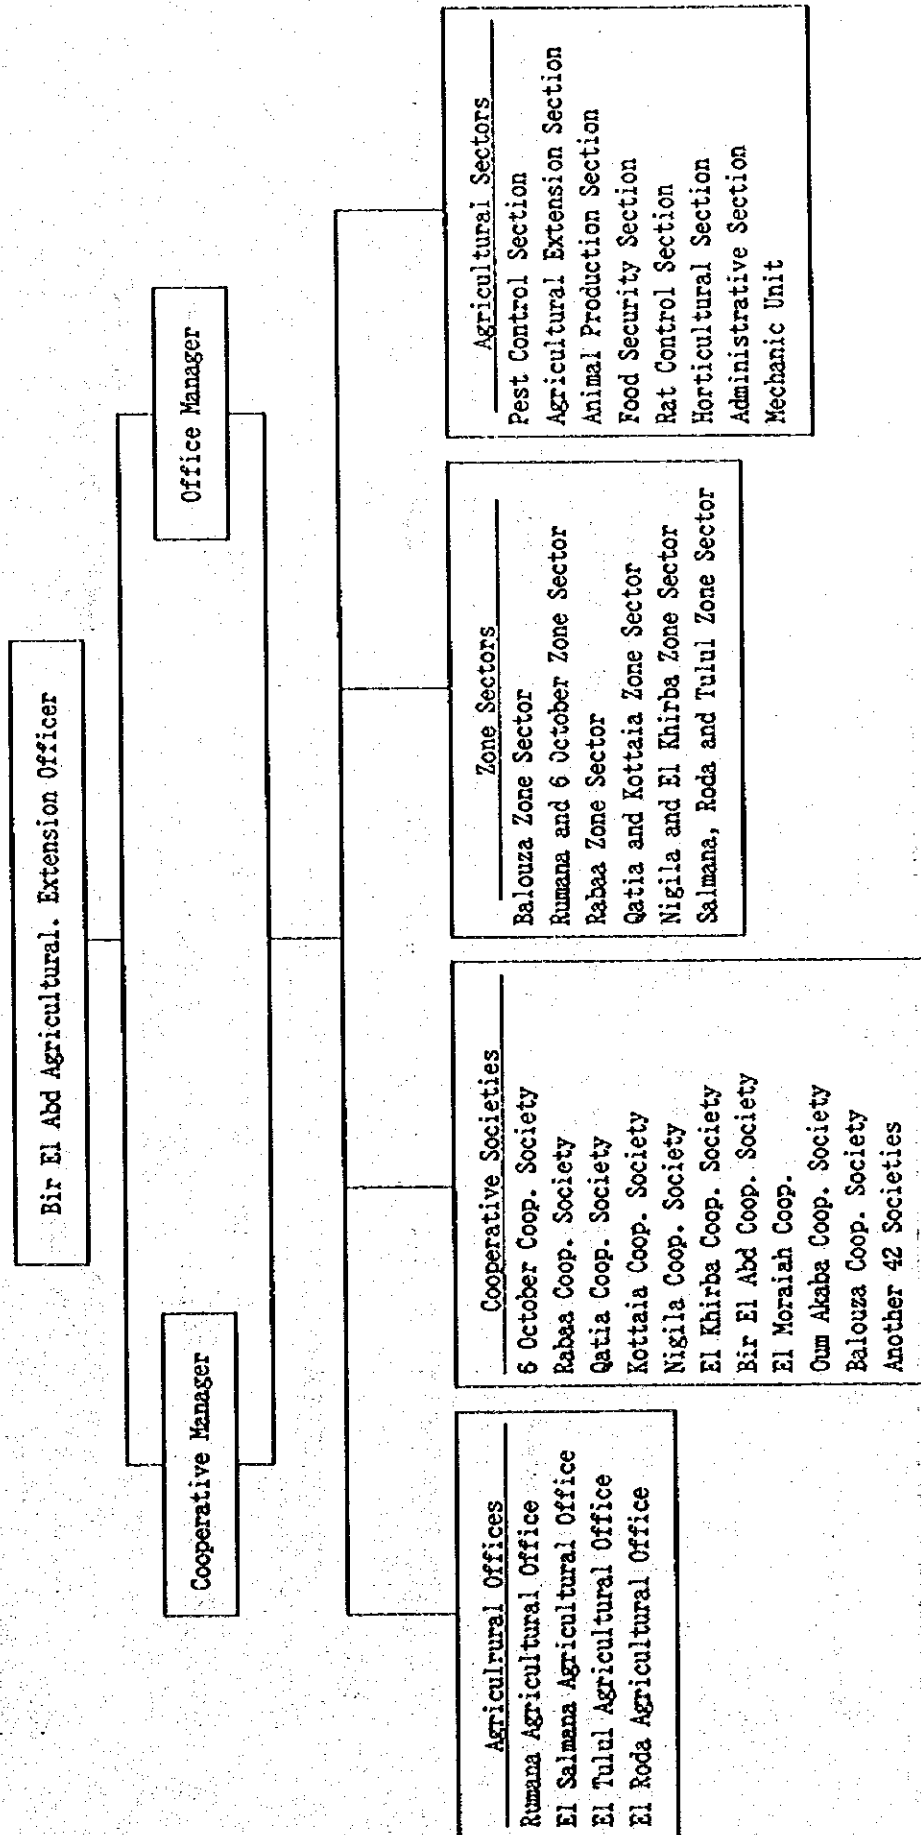 Bir El Abd Agricultural. Extension Officer
Cooperative Manager
Office Manager
Agriculrural Offices
Rumana Agricultural Office
El Salmana Agricultural Office
El Tulul Agricultural Office
El Roda Agricultural Office
Cooperative Societies
6 October Coop. Society
Rabaa Coop. Society
Qatia Coop. Society
Kottaia Coop. Society
Nigila Coop. Society
El Khirba Coop. Society
Bir El Abd Coop. Society
El Moraiah Coop.
Oum Akaba Coop. Society
Balouza Coop. Society
Another 42 Societies
Zone Sectors
Balouza Zone Sector
Rumana and 6 October Zone Sector
Rabaa Zone Sector
Qatia and Kottaia Zone Sector
Nigila and El Khirba Zone Sector
Salmana, Roda and Tulul Zone Sector
Agricultural Sectors
Pest Control Section
Agricultural Extension Section
Animal Production Section
Food Security Section
Rat Control Section
Horticultural Section
Administrative Section
Mechanic Unit